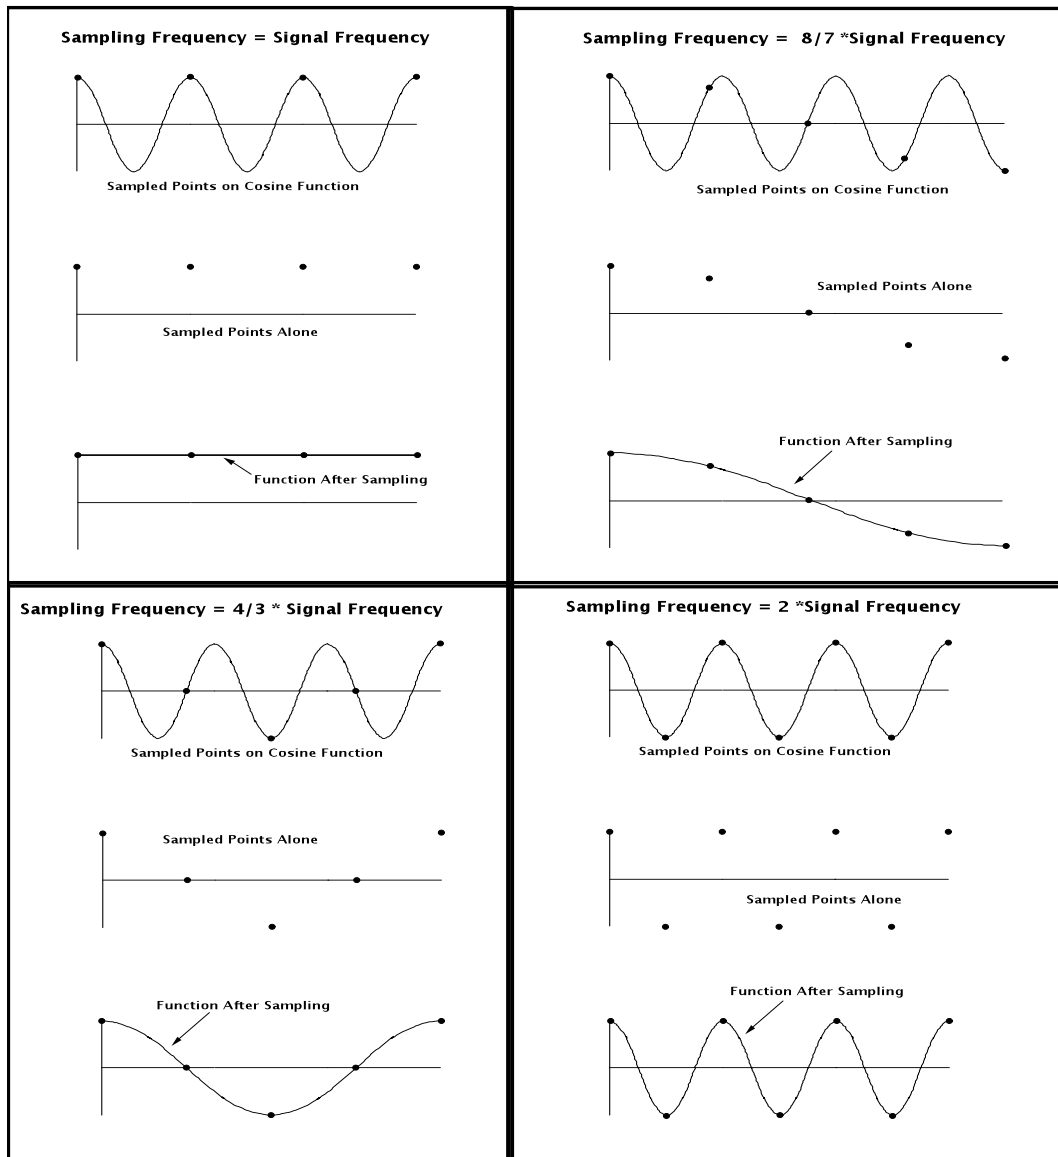 Sampling Frequency = Signal Frequency
Sampled Points on Cosine Function
Sampled Points Alone
Function After Sampling
Sampling Frequency =  8/7 *Signal Frequency
Sampled Points on Cosine Function
Sampled Points Alone
Function After Sampling
Sampling Frequency = 4/3 * Signal Frequency
Sampled Points on Cosine Function
Sampled Points Alone
Function After Sampling
Sampling Frequency = 2 *Signal Frequency
Sampled Points on Cosine Function
Sampled Points Alone
Function After Sampling